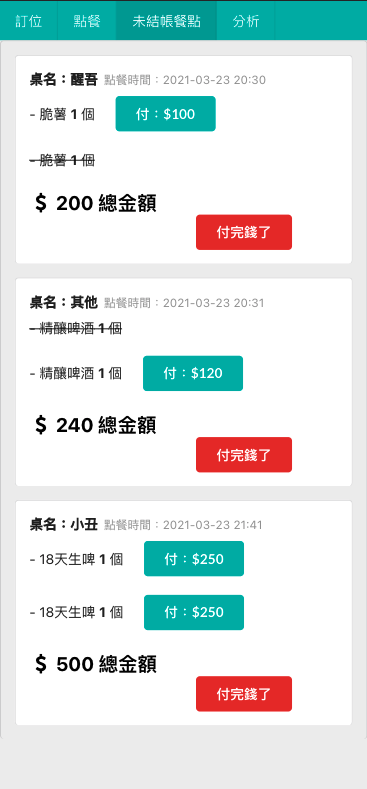 訂位 點餐 未結帳餐點 分析
桌名：醒吾 點餐時間：2021-03-23 20:30
- 脆薯 1 個 付：$100
- 脆薯 1 個
$ 200 總金額
付完錢了
桌名：其他 點餐時間：2021-03-23 20:31
- 精釀啤酒 1 個
- 精釀啤酒 1 個 付：$120
$ 240 總金額
付完錢了
桌名：小丑 點餐時間：2021-03-23 21:41
- 18天生啤 1 個 付：$250
- 18天生啤 1 個 付：$250
$ 500 總金額
付完錢了